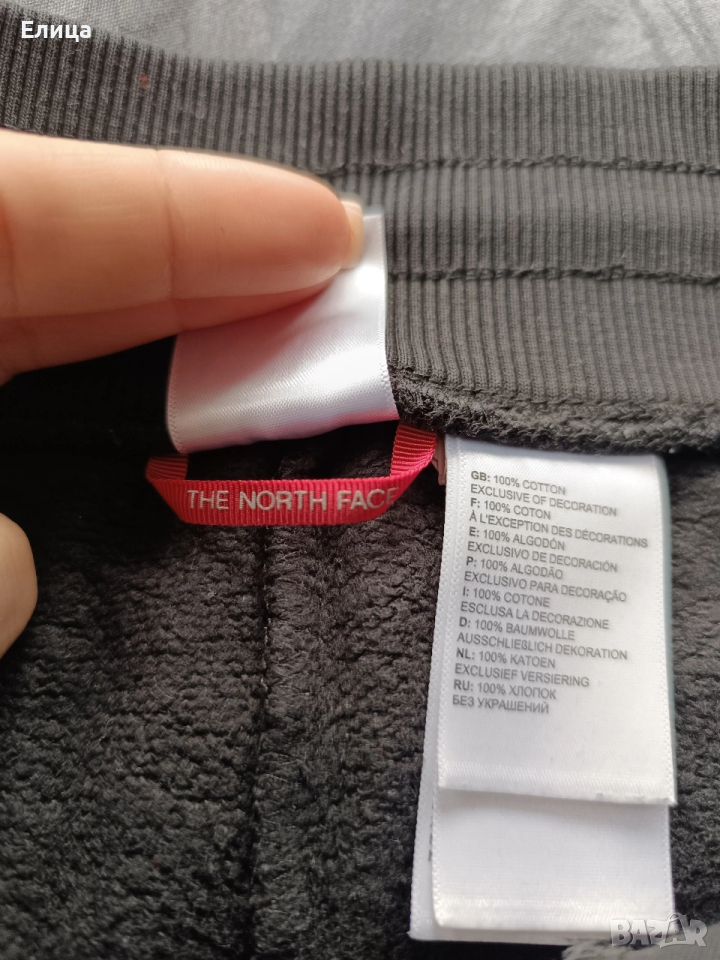 Елица
THE NORTH FACE
GB: 100% COTTON
EXCLUSIVE OF DECORATION
F: 100% COTON
À L'EXCEPTION DES DÉCORATIONS
E: 100% ALGODÓN
EXCLUSIVO DE DECORACIÓN
P: 100% ALGODÃO
EXCLUSIVO PARA DECORAÇÃO
I: 100% COTONE
ESCLUSA LA DECORAZIONE
D: 100% BAUMWOLLE
AUSSCHLIEßLICH DEKORATION
NL: 100% KATOEN
EXCLUSIEF VERSIERING
RU: 100% ХЛОПОК
БЕЗ УКРАШЕНИЙ
BAZAR